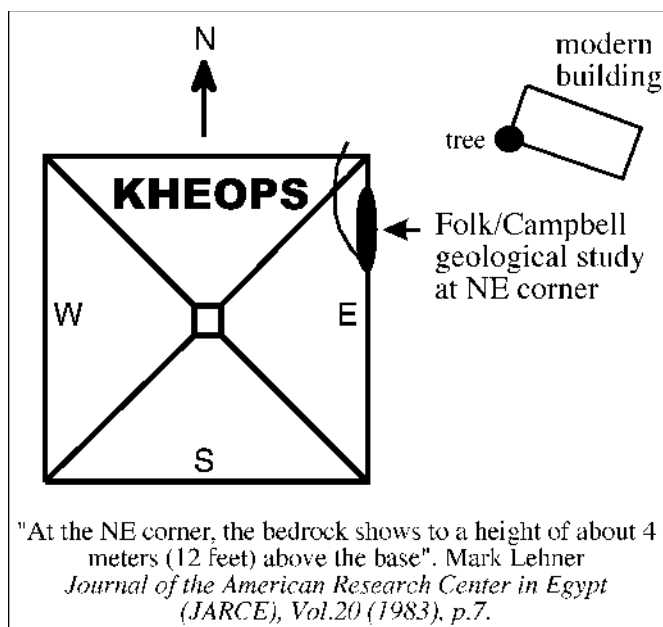 N
modern
building
tree
KHEOPS
Folk/Campbell
geological study
at NE corner
W
E
S
"At the NE corner, the bedrock shows to a height of about 4
meters (12 feet) above the base". Mark Lehner
Journal of the American Research Center in Egypt
(JARCE), Vol.20 (1983), p.7.